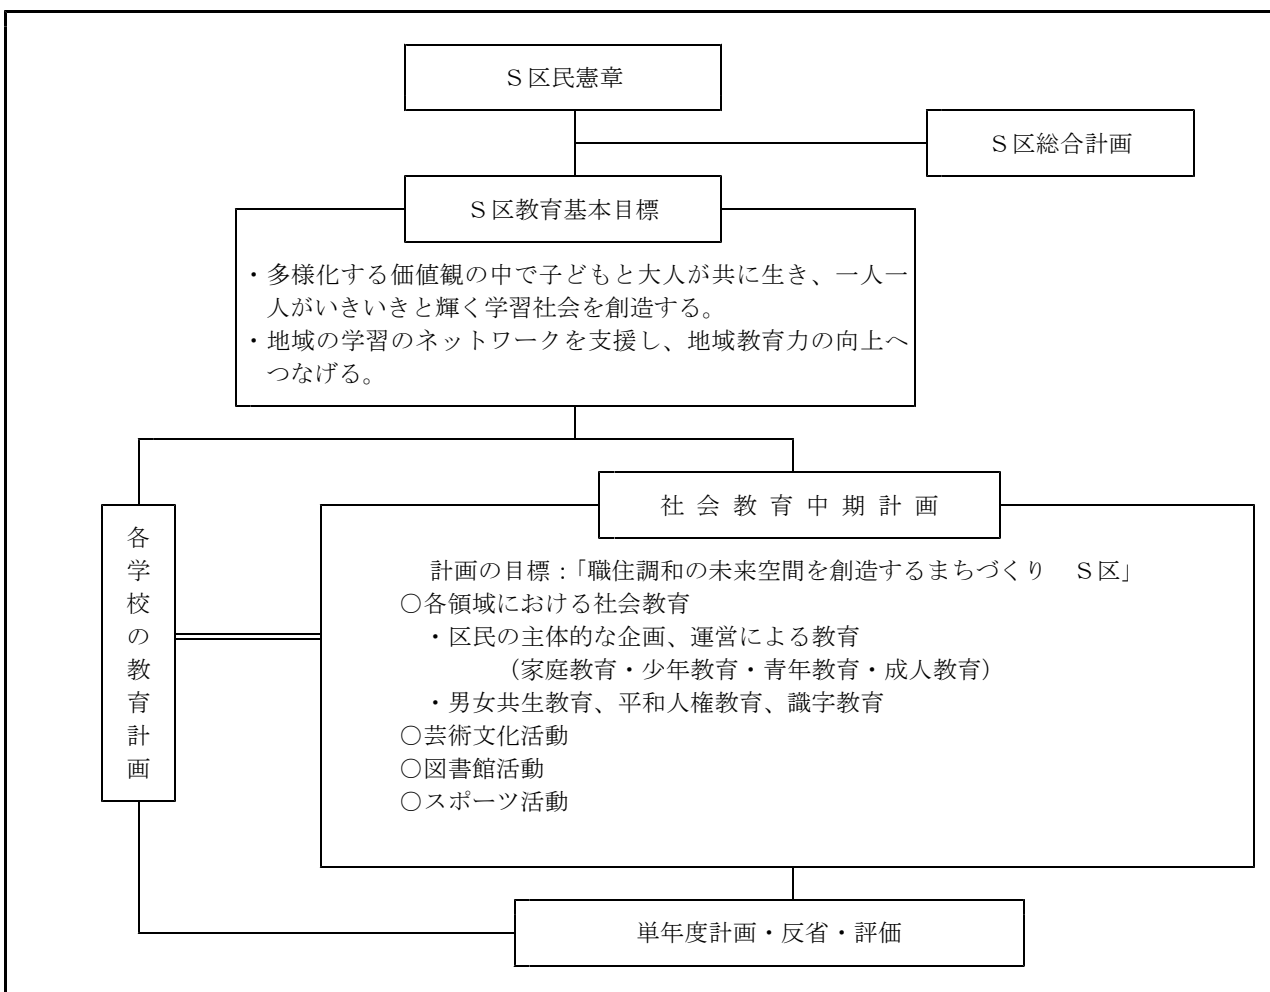 S区民憲章
S区総合計画
S区教育基本目標
・多様化する価値観の中で子どもと大人が共に生き、一人一
人がいきいきと輝く学習社会を創造する。
・地域の学習のネットワークを支援し、地域教育力の向上へ
つなげる。
各学校の教育計画
社会教育中期計画
計画の目標：「職住調和の未来空間を創造するまちづくり　S区」
○各領域における社会教育
・区民の主体的な企画、運営による教育
（家庭教育・少年教育・青年教育・成人教育）
・男女共生教育、平和人権教育、識字教育
○芸術文化活動
○図書館活動
○スポーツ活動
単年度計画・反省・評価